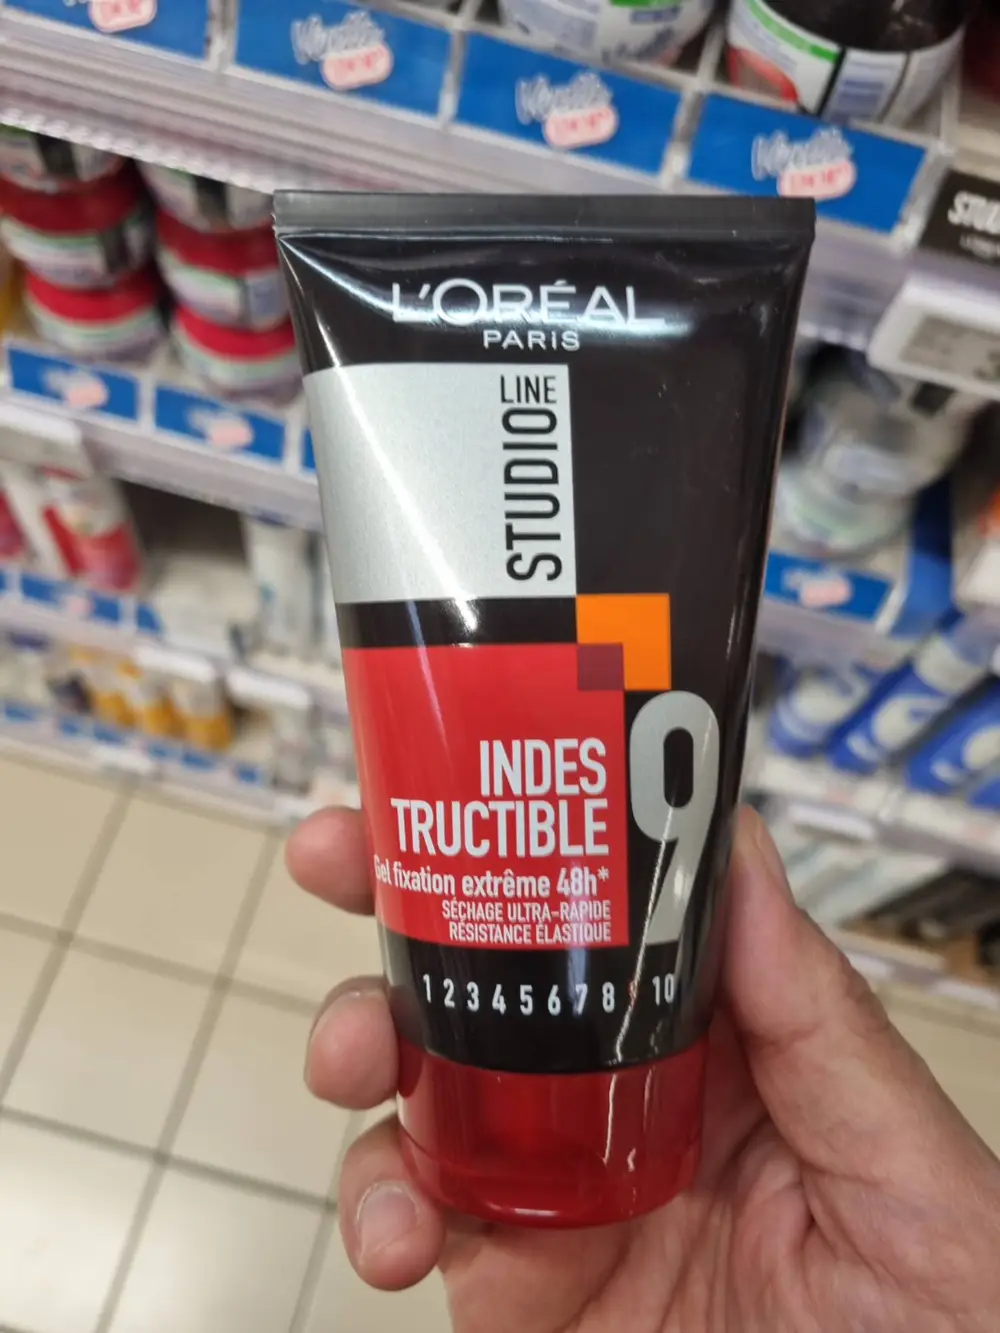 L'ORÉAL
PARIS
STUDIO LINE
INDES
TRUCTIBLE
9
Gel fixation extrême 48h*
SÉCHAGE ULTRA-RAPIDE
RÉSISTANCE ÉLASTIQUE
1 2 3 4 5 6 7 8 9 10